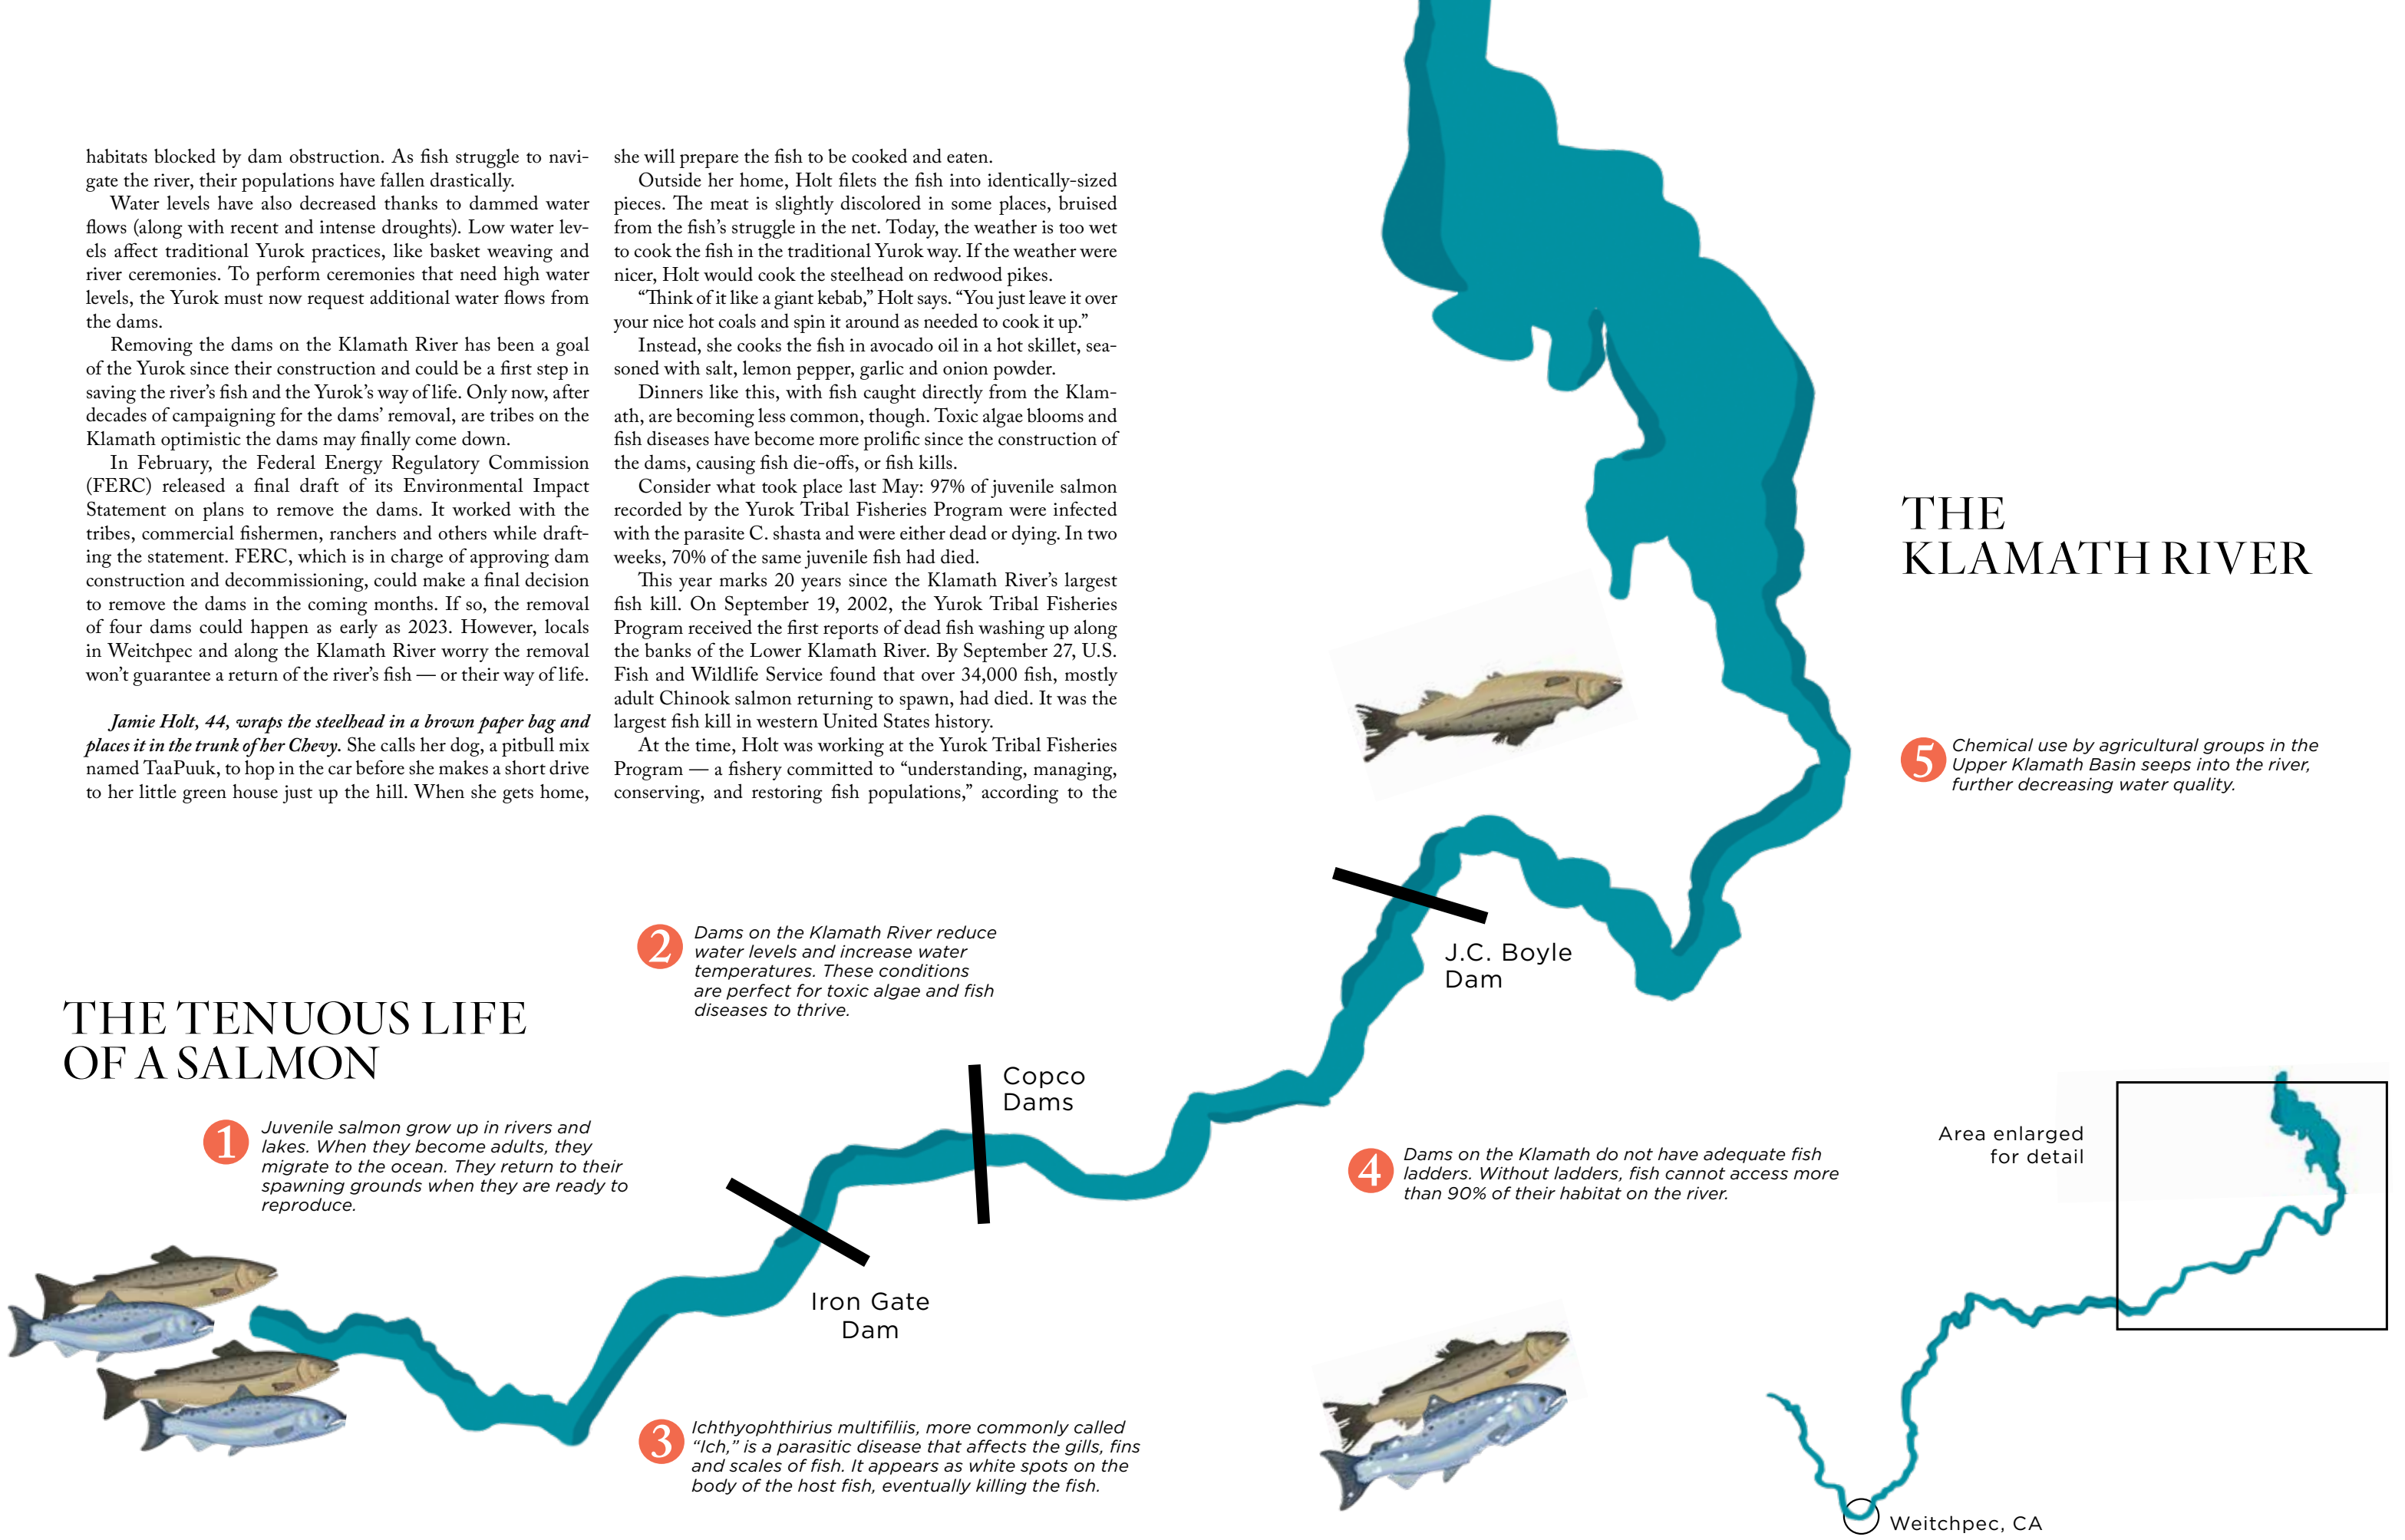 habitats blocked by dam obstruction. As fish struggle to navi-
gate the river, their populations have fallen drastically.
Water levels have also decreased thanks to dammed water
flows (along with recent and intense droughts). Low water lev-
els affect traditional Yurok practices, like basket weaving and
river ceremonies. To perform ceremonies that need high water
levels, the Yurok must now request additional water flows from
the dams.
Removing the dams on the Klamath River has been a goal
of the Yurok since their construction and could be a first step in
saving the river’s fish and the Yurok’s way of life. Only now, after
decades of campaigning for the dams’ removal, are tribes on the
Klamath optimistic the dams may finally come down.
In February, the Federal Energy Regulatory Commission
(FERC) released a final draft of its Environmental Impact
Statement on plans to remove the dams. It worked with the
tribes, commercial fishermen, ranchers and others while draft-
ing the statement. FERC, which is in charge of approving dam
construction and decommissioning, could make a final decision
to remove the dams in the coming months. If so, the removal
of four dams could happen as early as 2023. However, locals
in Weitchpec and along the Klamath River worry the removal
won’t guarantee a return of the river’s fish — or their way of life.
Jamie Holt, 44, wraps the steelhead in a brown paper bag and
places it in the trunk of her Chevy. She calls her dog, a pitbull mix
named TaaPuuk, to hop in the car before she makes a short drive
to her little green house just up the hill. When she gets home,
she will prepare the fish to be cooked and eaten.
Outside her home, Holt filets the fish into identically-sized
pieces. The meat is slightly discolored in some places, bruised
from the fish’s struggle in the net. Today, the weather is too wet
to cook the fish in the traditional Yurok way. If the weather were
nicer, Holt would cook the steelhead on redwood pikes.
“Think of it like a giant kebab,” Holt says. “You just leave it over
your nice hot coals and spin it around as needed to cook it up.”
Instead, she cooks the fish in avocado oil in a hot skillet, sea-
soned with salt, lemon pepper, garlic and onion powder.
Dinners like this, with fish caught directly from the Klam-
ath, are becoming less common, though. Toxic algae blooms and
fish diseases have become more prolific since the construction of
the dams, causing fish die-offs, or fish kills.
Consider what took place last May: 97% of juvenile salmon
recorded by the Yurok Tribal Fisheries Program were infected
with the parasite C. shasta and were either dead or dying. In two
weeks, 70% of the same juvenile fish had died.
This year marks 20 years since the Klamath River’s largest
fish kill. On September 19, 2002, the Yurok Tribal Fisheries
Program received the first reports of dead fish washing up along
the banks of the Lower Klamath River. By September 27, U.S.
Fish and Wildlife Service found that over 34,000 fish, mostly
adult Chinook salmon returning to spawn, had died. It was the
largest fish kill in western United States history.
At the time, Holt was working at the Yurok Tribal Fisheries
Program — a fishery committed to “understanding, managing,
conserving, and restoring fish populations,” according to the
THE
KLAMATH RIVER
5
Chemical use by agricultural groups in the
Upper Klamath Basin seeps into the river,
further decreasing water quality.
J.C. Boyle
Dam
2
Dams on the Klamath River reduce
water levels and increase water
temperatures. These conditions
are perfect for toxic algae and fish
diseases to thrive.
THE TENUOUS LIFE
OF A SALMON
1
Juvenile salmon grow up in rivers and
lakes. When they become adults, they
migrate to the ocean. They return to their
spawning grounds when they are ready to
reproduce.
Copco
Dams
Iron Gate
Dam
4
Dams on the Klamath do not have adequate fish
ladders. Without ladders, fish cannot access more
than 90% of their habitat on the river.
Area enlarged
for detail
3
Ichthyophthirius multifiliis, more commonly called
“Ich,” is a parasitic disease that affects the gills, fins
and scales of fish. It appears as white spots on the
body of the host fish, eventually killing the fish.
Weitchpec, CA